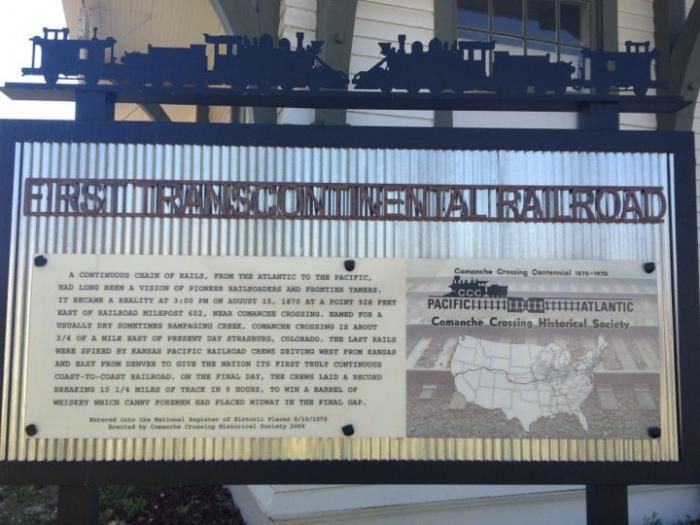 FIRST TRANSCONTINENTAL RAILROAD
A CONTINUOUS CHAIN OF RAILS, FROM THE ATLANTIC TO THE PACIFIC,
HAD LONG BEEN A VISION OF PIONEER RAILROADERS AND FRONTIER TAMERS.
IT BECAME A REALITY AT 3:00 PM ON AUGUST 15, 1870 AT A POINT 928 FEET
EAST OF RAILROAD MILEPOST 602, NEAR COMANCHE CROSSING. NAMED FOR A
USUALLY DRY SOMETIMES RAMPAGING CREEK, COMANCHE CROSSING IS ABOUT
3/4 OF A MILE EAST OF PRESENT DAY STRASBURG, COLORADO. THE LAST RAILS
WERE SPIKED BY KANSAS PACIFIC RAILROAD CREWS DRIVING WEST FROM KANSAS
AND EAST FROM DENVER TO GIVE THE NATION ITS FIRST TRULY CONTINUOUS
COAST-TO-COAST RAILROAD. ON THE FINAL DAY, THE CREWS LAID A RECORD
BREAKING 10 1/4 MILES OF TRACK IN 9 HOURS, TO WIN A BARREL OF
WHISKEY WHICH CANNY FOREMEN HAD PLACED MIDWAY IN THE FINAL GAP.
Entered into the National Register of Historic Places 8/10/1970
Erected by Comanche Crossing Historical Society 2008
Comanche Crossing Centennial 1870-1970
PACIFIC ATLANTIC
Comanche Crossing Historical Society